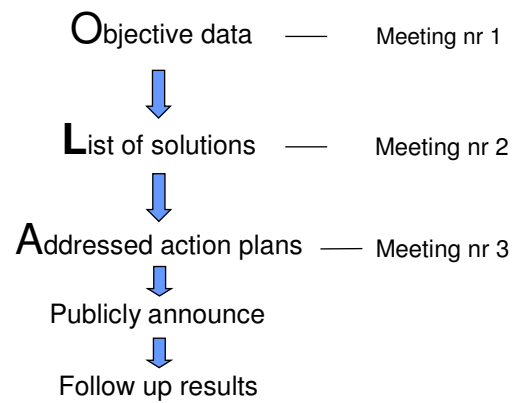 Objective data — Meeting nr 1
List of solutions — Meeting nr 2
Addressed action plans — Meeting nr 3
Publicly announce
Follow up results